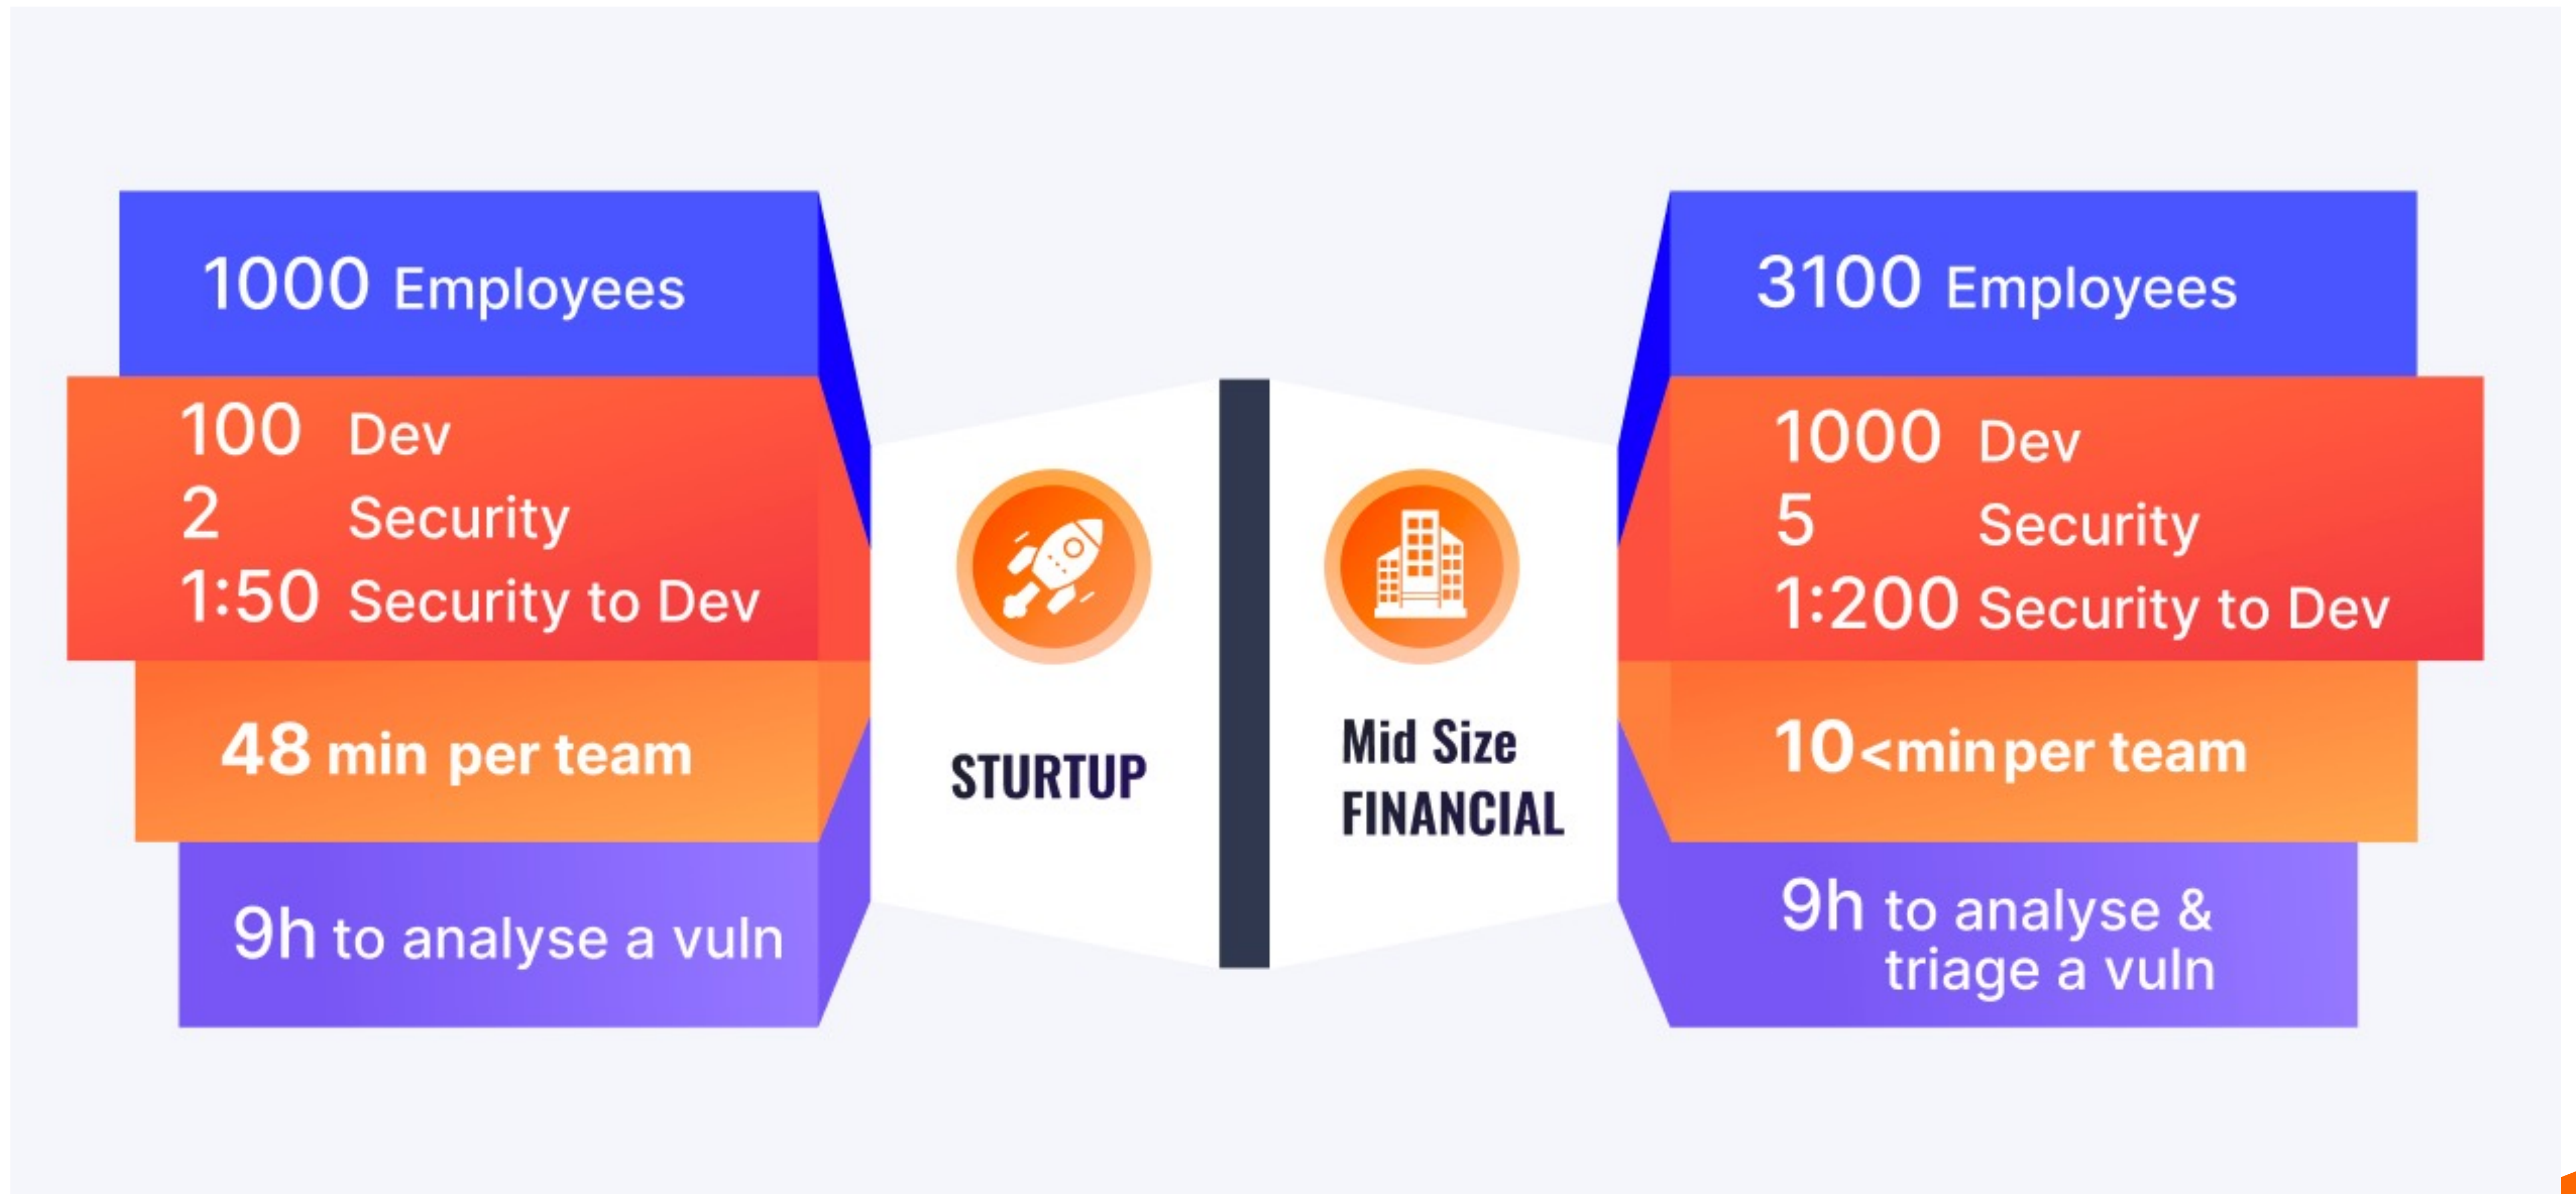 1000 Employees
100 Dev
2 Security
1:50 Security to Dev
48 min per team
9h to analyse a vuln
STURTUP
Mid Size
FINANCIAL
3100 Employees
1000 Dev
5 Security
1:200 Security to Dev
10<min per team
9h to analyse &
triage a vuln